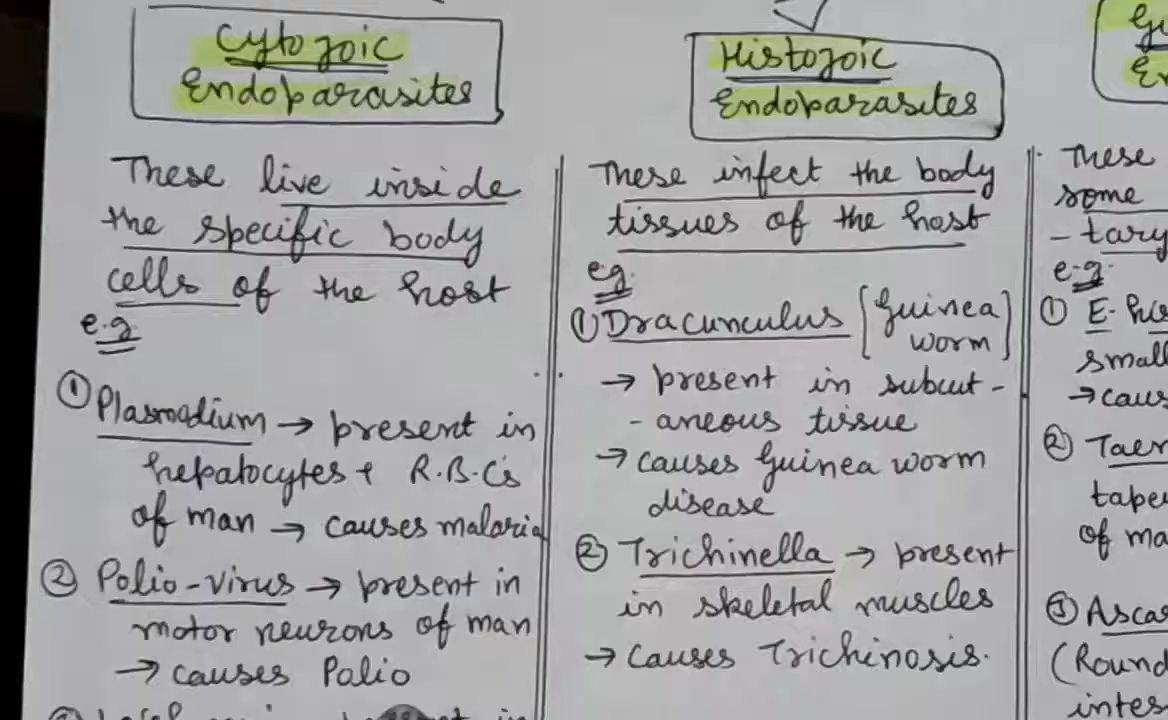 Cytozoic
Endoparasites
These live inside
the specific body
cells of the host
e.g
① Plasmodium → present in
hepatocytes + R.B.C's
of man → causes malaria
② Polio-virus → present in
motor neurons of man
→ causes Polio
Histozoic
Endoparasites
These infect the body
tissues of the host
eg.
① Dracunculus [Guinea
worm]
→ present in subcut-
- aneous tissue
→ causes Guinea worm
disease
② Trichinella → present
in skeletal muscles
→ causes Trichinosis.
These
some
- tary
e.g.
① E. his
small
→ caus
② Taen
tape
of ma
③ Ascar
(Round
intes